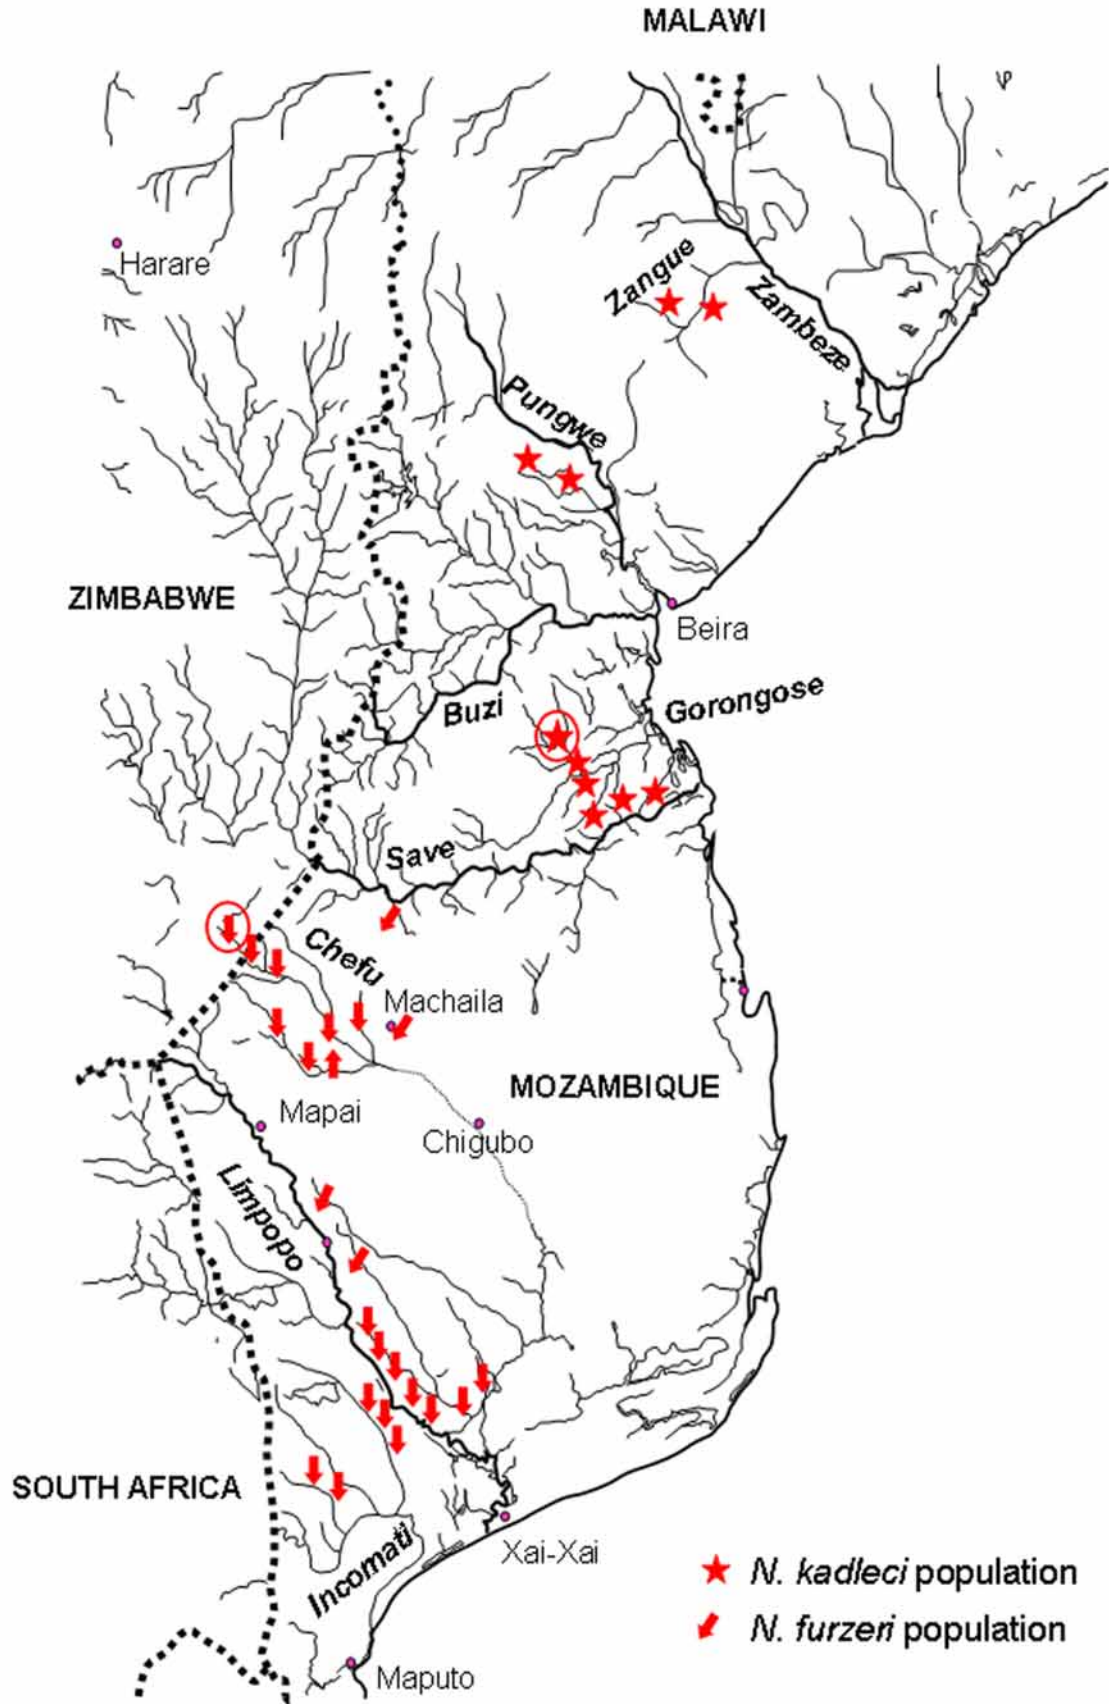 MALAWI
Harare
Zangue
Zambeze
Pungwe
ZIMBABWE
Beira
Buzi
Gorongose
Save
Chefu
Machaila
MOZAMBIQUE
Mapai
Chigubo
Limpopo
SOUTH AFRICA
Xai-Xai
Incomati
N. kadleci population
N. furzeri population
Maputo